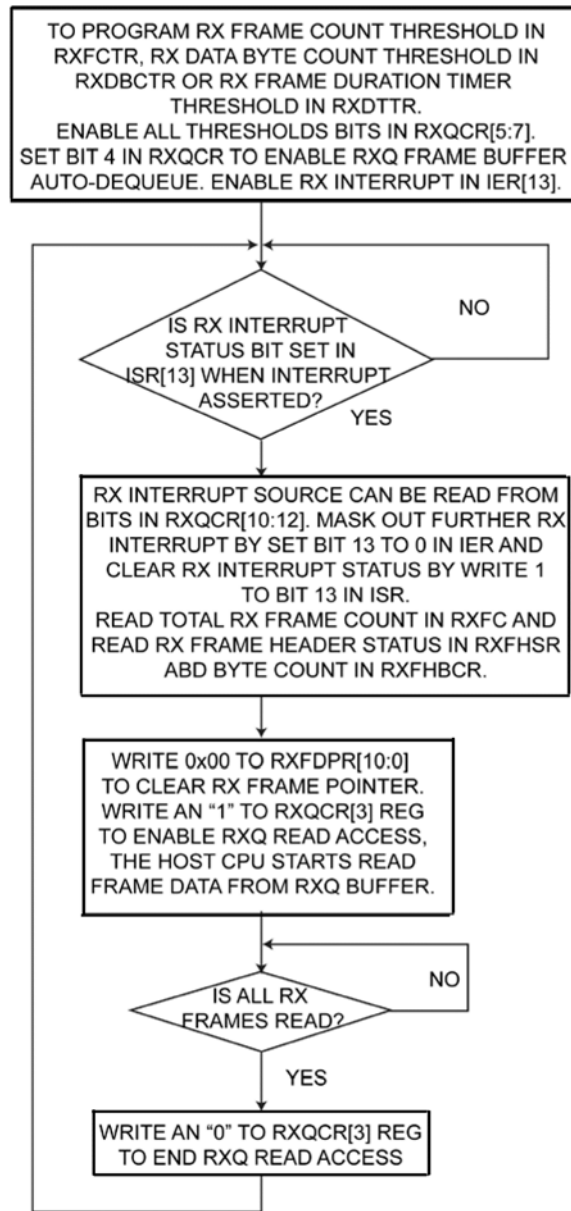 TO PROGRAM RX FRAME COUNT THRESHOLD IN
RXFCTR, RX DATA BYTE COUNT THRESHOLD IN
RXDBCTR OR RX FRAME DURATION TIMER
THRESHOLD IN RXDTTR.
ENABLE ALL THRESHOLDS BITS IN RXQCR[5:7].
SET BIT 4 IN RXQCR TO ENABLE RXQ FRAME BUFFER
AUTO-DEQUEUE. ENABLE RX INTERRUPT IN IER[13].
NO
IS RX INTERRUPT
STATUS BIT SET IN
ISR[13] WHEN INTERRUPT
ASSERTED?
YES
RX INTERRUPT SOURCE CAN BE READ FROM
BITS IN RXQCR[10:12]. MASK OUT FURTHER RX
INTERRUPT BY SET BIT 13 TO 0 IN IER AND
CLEAR RX INTERRUPT STATUS BY WRITE 1
TO BIT 13 IN ISR.
READ TOTAL RX FRAME COUNT IN RXFC AND
READ RX FRAME HEADER STATUS IN RXFHSR
ABD BYTE COUNT IN RXFHBCR.
WRITE 0x00 TO RXFDPR[10:0]
TO CLEAR RX FRAME POINTER.
WRITE AN “1” TO RXQCR[3] REG
TO ENABLE RXQ READ ACCESS,
THE HOST CPU STARTS READ
FRAME DATA FROM RXQ BUFFER.
NO
IS ALL RX
FRAMES READ?
YES
WRITE AN “0” TO RXQCR[3] REG
TO END RXQ READ ACCESS